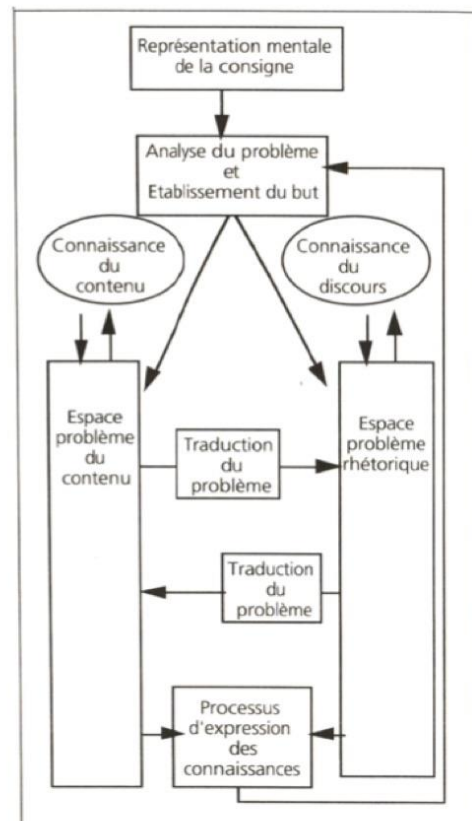 Représentation mentale
de la consigne
Analyse du problème
et
Etablissement du but
Connaissance
du
contenu
Connaissance
du
discours
Espace
problème
du
contenu
Traduction
du
problème
Espace
problème
rhétorique
Traduction
du
problème
Processus
d'expression
des
connaissances